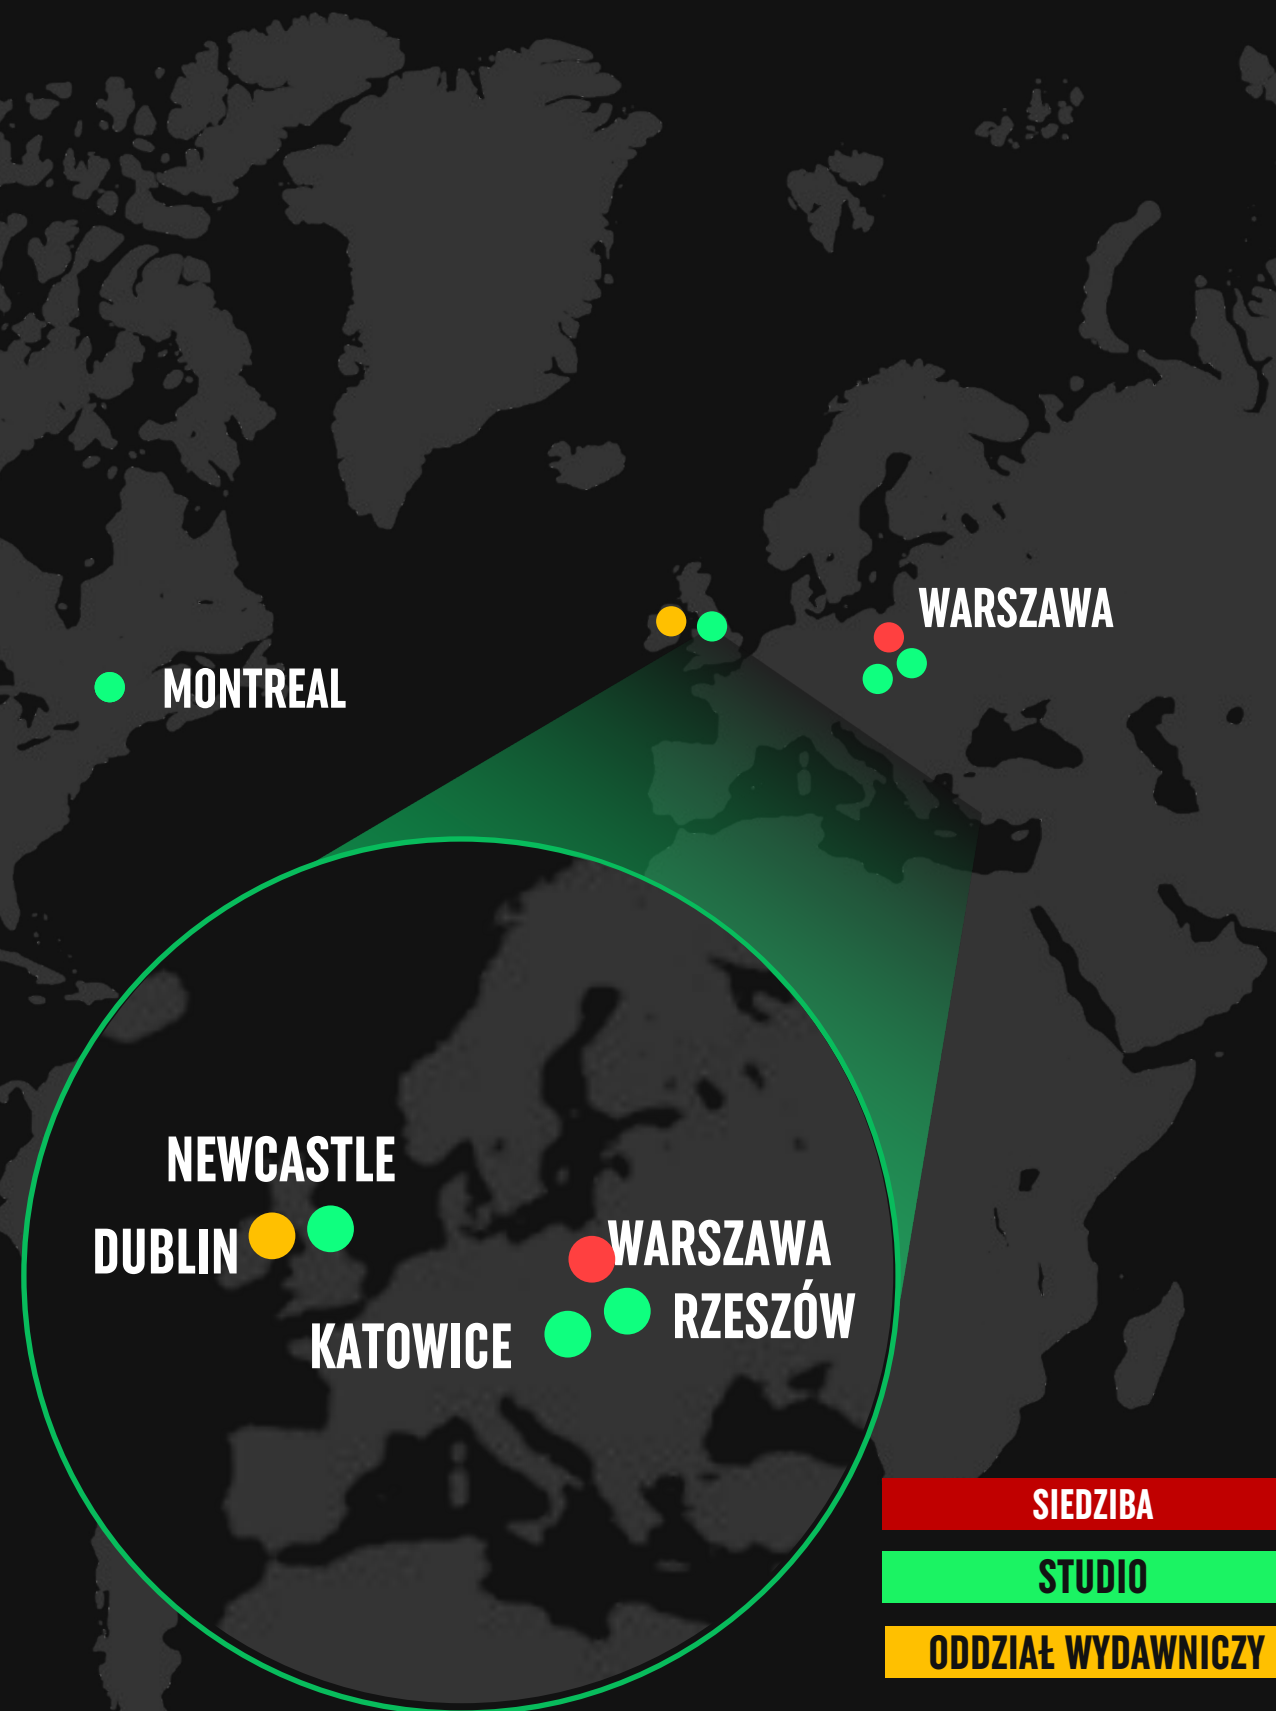 WARSZAWA
MONTREAL
NEWCASTLE
DUBLIN
WARSZAWA
RZESZÓW
KATOWICE
SIEDZIBA
STUDIO
ODDZIAŁ WYDAWNICZY